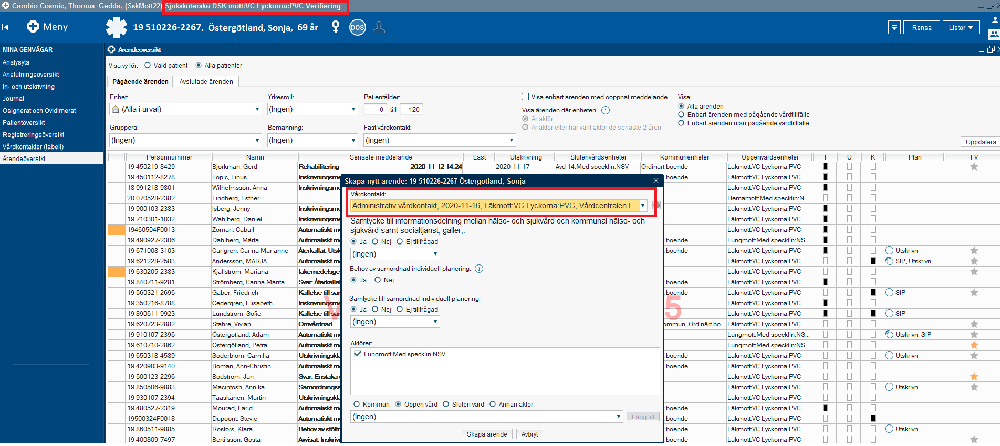 Cambio Cosmic, Thomas Gedda, (SskMott22) Sjuksköterska DSK-mott:VC Lyckorna:PVC Verifiering
Meny
19 510226-2267, Östergötland, Sonja, 69 år
DOS
Rensa
Listor
MINA GENVÄGAR
Analysyta
Anslutningsöversikt
In- och utskrivning
Journal
Osignerat och Ovidimerat
Patientöversikt
Registreringsöversikt
Vårdkontakter (tabell)
Ärendeöversikt
Ärendeöversikt
Visa vy för: Vald patient Alla patienter
Pågående ärenden Avslutade ärenden
Enhet: Yrkesroll: Patientålder:
(Alla i urval) (Ingen) 0 till 120
Gruppera: Bemanning: Fast vårdkontakt:
(Ingen) (Ingen) (Ingen)
Visa enbart ärenden med oöppnat meddelande
Visa ärenden där enheten:
Är aktör
Är aktör eller har varit aktör de senaste 2 åren
Visa:
Alla ärenden
Enbart ärenden med pågående vårdtillfälle
Enbart ärenden utan pågående vårdtillfälle
Uppdatera
Personnummer Namn Senaste meddelande Läst Utskrivning Slutenvårdsenheter Kommunenheter Öppenvårdsenheter I U K Plan FV
19 450219-8429 Björkman, Gerd Rehabilitering 2020-11-12 14:24 2020-11-17 Avd 14:Med specklin:NSV Ordinärt boende Läkmott:VC Lyckorna:PVC
19 450112-8278 Topic, Linus Inskrivningsme boende Läkmott:VC Lyckorna:PVC
18 991218-9801 Wilhelmsson, Anna Inskrivningsme Läkmott:VC Lyckorna:PVC
20 070528-2382 Lindberg, Esther Hemamott:Med specklin:N...
19 900103-2383 Isberg, Jenny Inskrivningsme Läkmott:VC Lyckorna:PVC
19 710301-1032 Wahlberg, Daniel Inskrivningsme Läkmott:VC Lyckorna:PVC
19460504F0013 Zomari, Caball Automatiskt me Läkmott:VC Lyckorna:PVC
19 490927-2306 Dahlberg, Märta Automatiskt me boende Lungmott:Med specklin:NS...
19 671008-3103 Carlgren, Carina Marianne Återkallat: Utsk boende Läkmott:VC Lyckorna:PVC Utskrivn
19 621228-2583 Andersson, MARJA Automatiskt me Läkmott:VC Lyckorna:PVC SIP, Utskrivn
19 630205-2383 Kjällström, Mariana läkemedelsger Läkmott:VC Lyckorna:PVC
19 840711-9281 Strömberg, Carina Marita Svar: Återkallat boende Läkmott:VC Lyckorna:PVC
19 560321-2696 Gaber, Friedrich Kallelse till sar boende Läkmott:VC Lyckorna:PVC SIP
19 350216-8788 Cedergren, Elisabeth Inskrivningsme Läkmott:VC Lyckorna:PVC
19 890611-9923 Lundström, Sofie Kallelse till sar boende Läkmott:VC Lyckorna:PVC SIP
19 620723-2882 Stahre, Vivian Omvårdnad ommun, Ordinärt bo... Läkmott:VC Lyckorna:PVC
19 910107-2396 Östergötland, Adam Automatiskt me Lungmott:Med specklin:NS... Utskrivn, SIP
19 610710-2862 Östergötland, Petra Automatiskt me Lungmott:Med specklin:NS...
19 650318-4589 Söderblom, Camilla Utskrivningskla boende Läkmott:VC Lyckorna:PVC Utskrivn
19 420903-9140 Boman, Ann-Christin Automatiskt me boende Läkmott:VC Lyckorna:PVC
19 500123-2296 Bodström, Jan Svar: Enstaka u Läkmott:VC Lyckorna:PVC
19 850506-9883 Macintosh, Annika Samordningss boende Läkmott:VC Lyckorna:PVC Utskrivn
19 930107-2394 Taaskanen, Martin Utskrivningskla Läkmott:VC Lyckorna:PVC
19 480527-2319 Mourad, Farid Automatiskt me boende Läkmott:VC Lyckorna:PVC
19500324F0018 Dupoont, Stevie Automatiskt me boende Läkmott:VC Lyckorna:PVC
19 860511-9885 Rosfors, Klara Behov av stöttn boende Läkmott:VC Lyckorna:PVC Utskrivn
19 400809-7497 Bertilsson, Gösta Avvisat: Inskriv boende Läkmott:VC Lyckorna:PVC
Skapa nytt ärende: 19 510226-2267 Östergötland, Sonja
Vårdkontakt:
Administrativ vårdkontakt, 2020-11-16, Läkmott:VC Lyckorna:PVC, Vårdcentralen L...
Samtycke till informationsdelning mellan hälso- och sjukvård och kommunal hälso- och
sjukvård samt socialtjänst, gäller;:
Ja Nej Ej tillfrågad
(Ingen)
Behov av samordnad individuell planering:
Ja Nej
Samtycke till samordnad individuell planering:
Ja Nej Ej tillfrågad
(Ingen)
Aktörer:
Lungmott:Med specklin:NSV
Kommun Öppen vård Sluten vård Annan aktör
(Ingen) Lägg till
Skapa ärende Avbryt
5